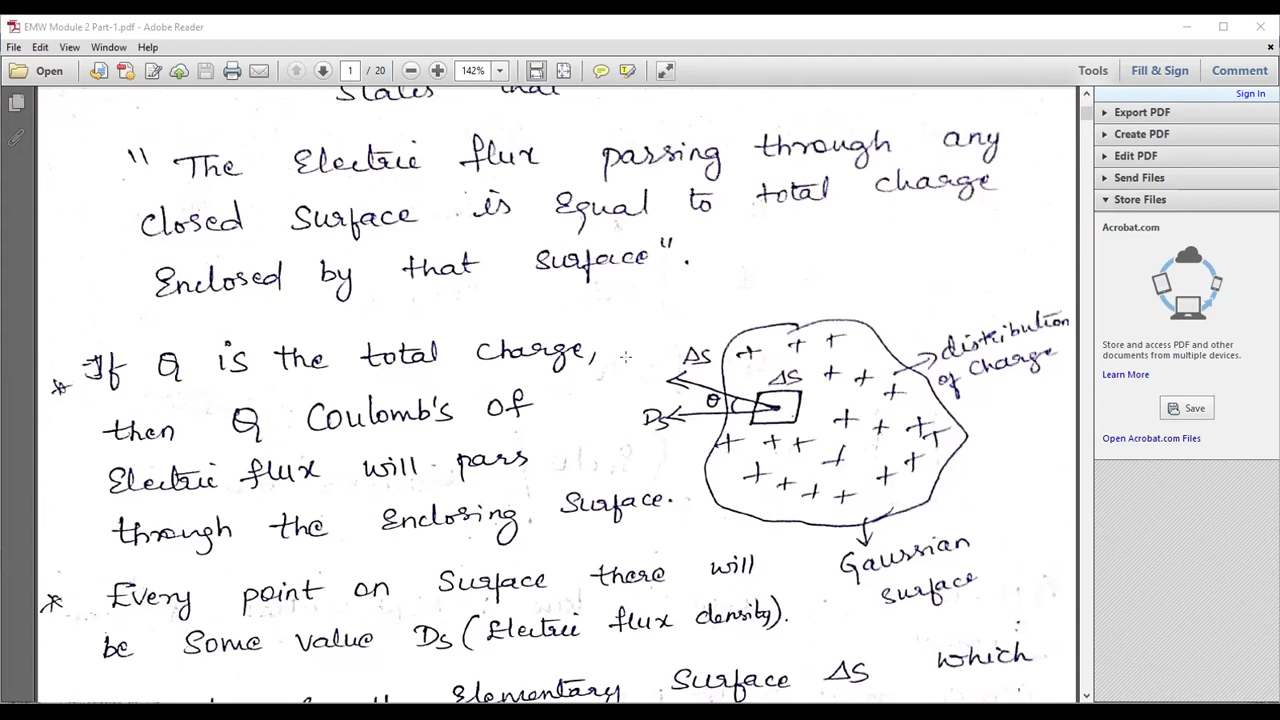 EMW Module 2 Part-1.pdf - Adobe Reader
File Edit View Window Help
Open 1 / 20 142% Tools Fill & Sign Comment
Sign In
Export PDF
Create PDF
Edit PDF
Send Files
Store Files
Acrobat.com
Store and access PDF and other
documents from multiple devices.
Learn More
Save
Open Acrobat.com Files
States that
"The Electric flux passing through any
closed Surface is Equal to total charge
Enclosed by that surface".
* If Q is the total charge,
then Q Coulomb's of
Electric flux will pass
through the Enclosing Surface.
ΔS
ΔS
θ
Ds
distribution
of charge
Gaussian
surface
* Every point on Surface there will
be Some value Ds (Electric flux density).
Elementary Surface ΔS which